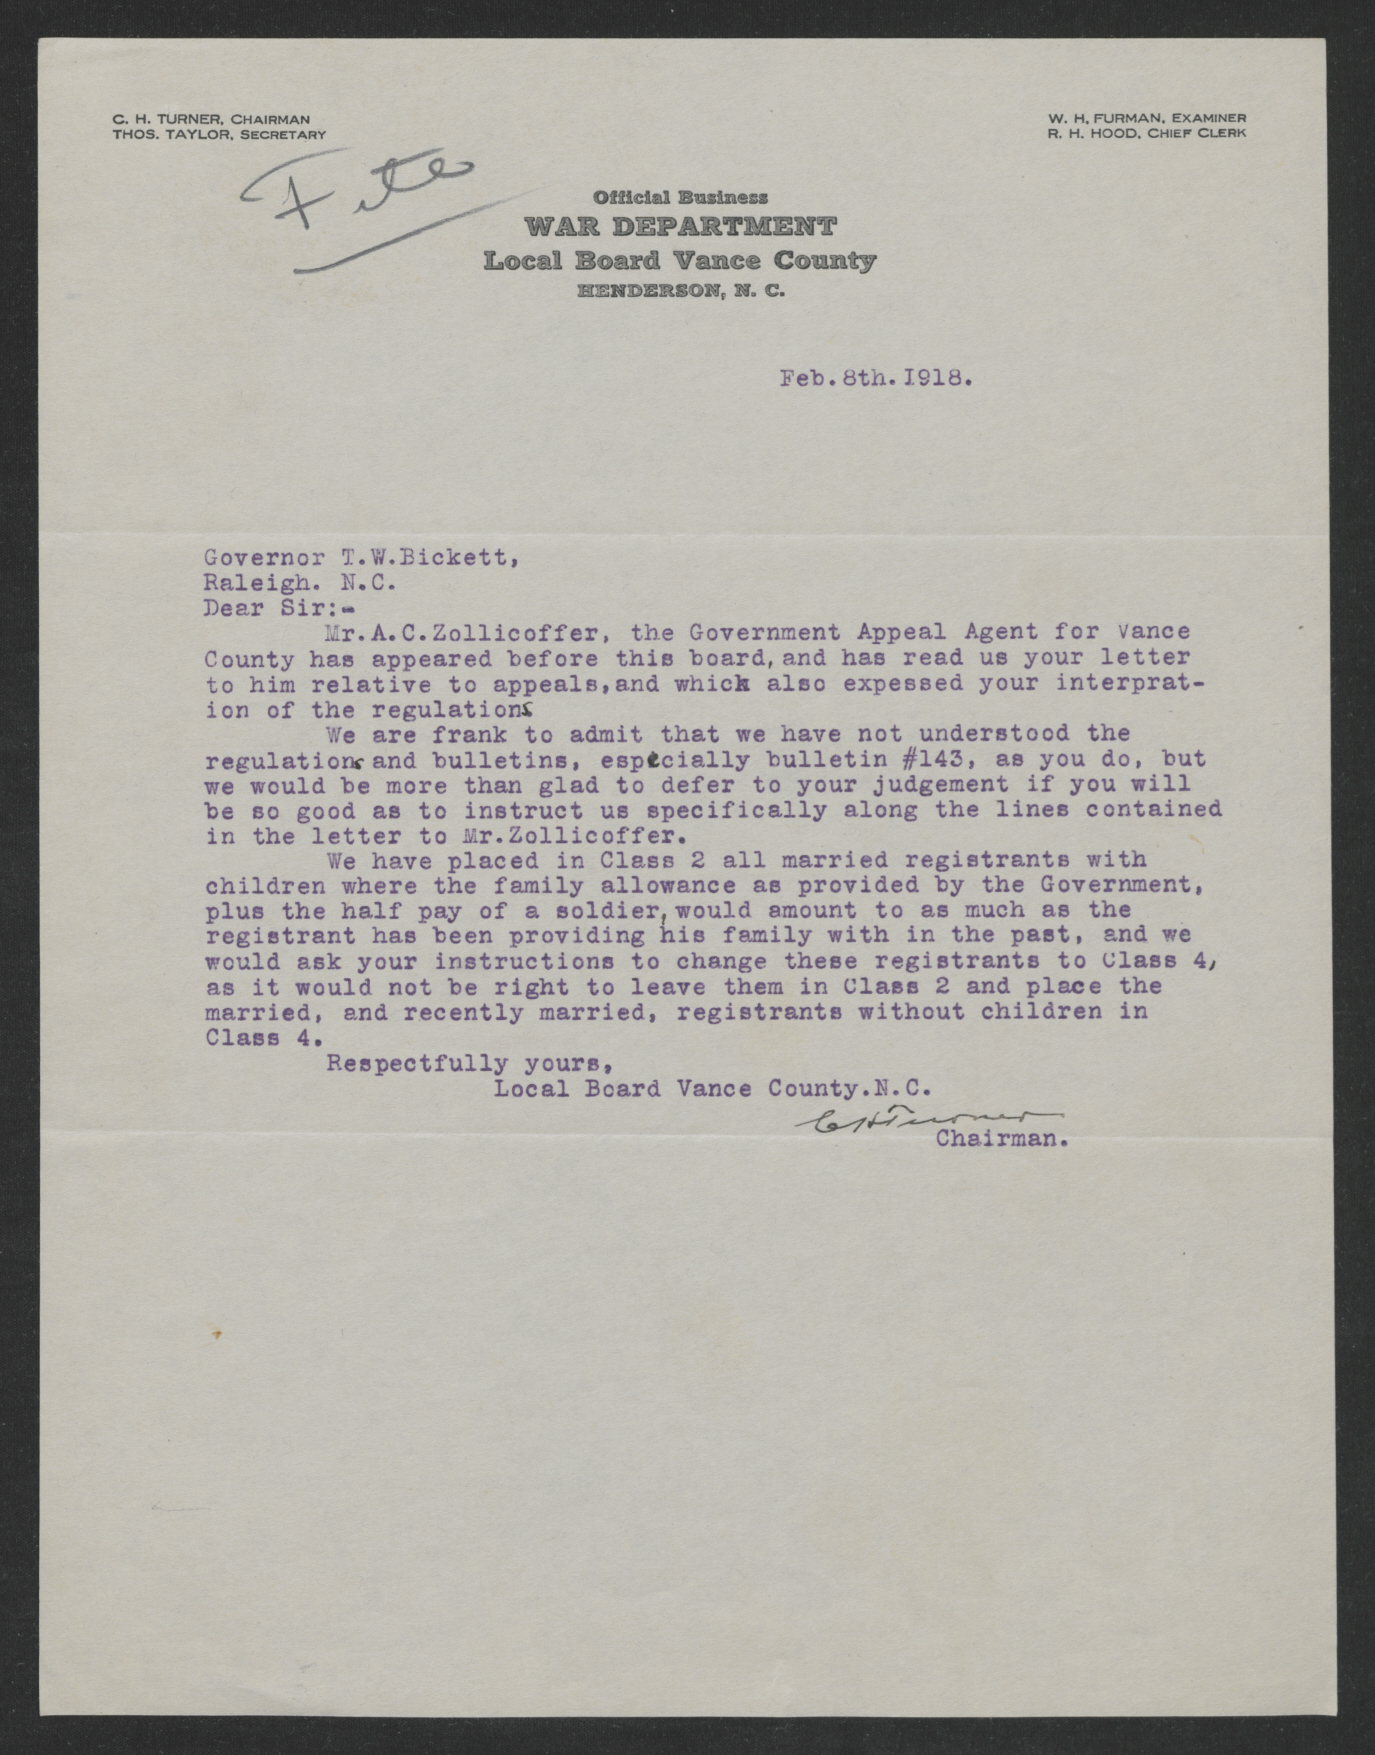 C. H. TURNER, CHAIRMAN
THOS. TAYLOR, SECRETARY
W. H. FURMAN, EXAMINER
R. H. HOOD, CHIEF CLERK
File
Official Business
WAR DEPARTMENT
Local Board Vance County
HENDERSON, N. C.
Feb.8th.I918.
Governor T.W.Bickett,
Raleigh. N.C.
Dear Sir:-
Mr.A.C.Zollicoffer, the Government Appeal Agent for Vance
County has appeared before this board,and has read us your letter
to him relative to appeals,and which also expessed your interprat-
ion of the regulations
We are frank to admit that we have not understood the
regulations and bulletins, especially bulletin #143, as you do, but
we would be more than glad to defer to your judgement if you will
be so good as to instruct us specifically along the lines contained
in the letter to Mr.Zollicoffer.
We have placed in Class 2 all married registrants with
children where the family allowance as provided by the Government,
plus the half pay of a soldier,would amount to as much as the
registrant has been providing his family with in the past, and we
would ask your instructions to change these registrants to Class 4,
as it would not be right to leave them in Class 2 and place the
married, and recently married, registrants without children in
Class 4.
Respectfully yours,
Local Board Vance County.N.C.
C H Turner
Chairman.